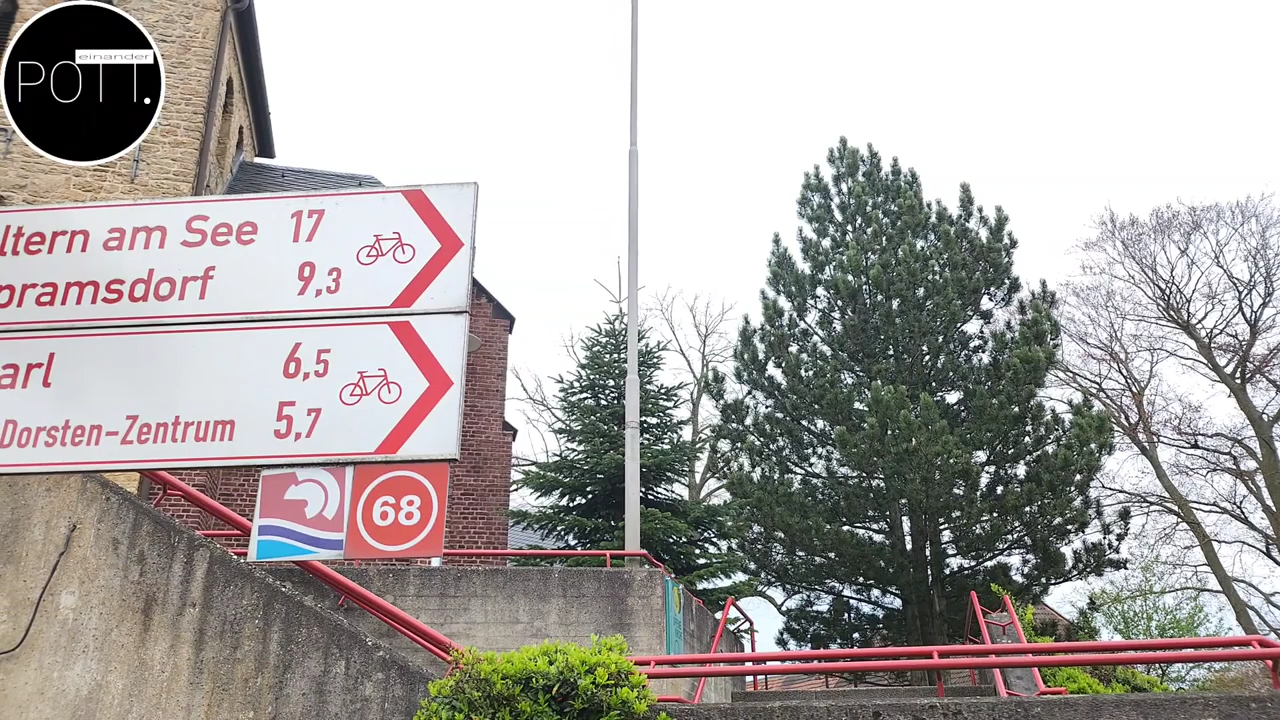 einander
POTT.
ltern am See 17
pramsdorf 9,3
arl 6,5
Dorsten-Zentrum 5,7
68